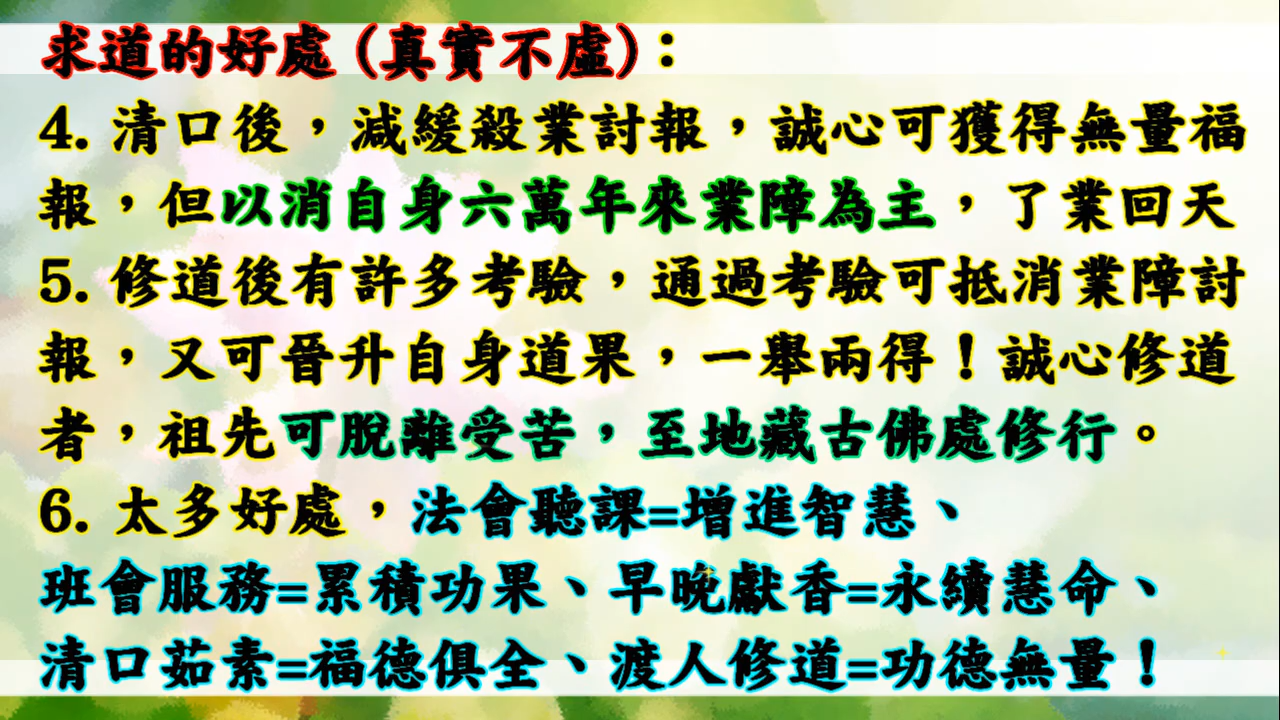 求道的好處 (真實不虛)：
4. 清口後，減緩殺業討報，誠心可獲得無量福
報，但以消自身六萬年來業障為主，了業回天
5. 修道後有許多考驗，通過考驗可抵消業障討
報，又可晉升自身道果，一舉兩得！誠心修道
者，祖先可脫離受苦，至地藏古佛處修行。
6. 太多好處，法會聽課=增進智慧、
班會服務=累積功果、早晚獻香=永續慧命、
清口茹素=福德俱全、渡人修道=功德無量！